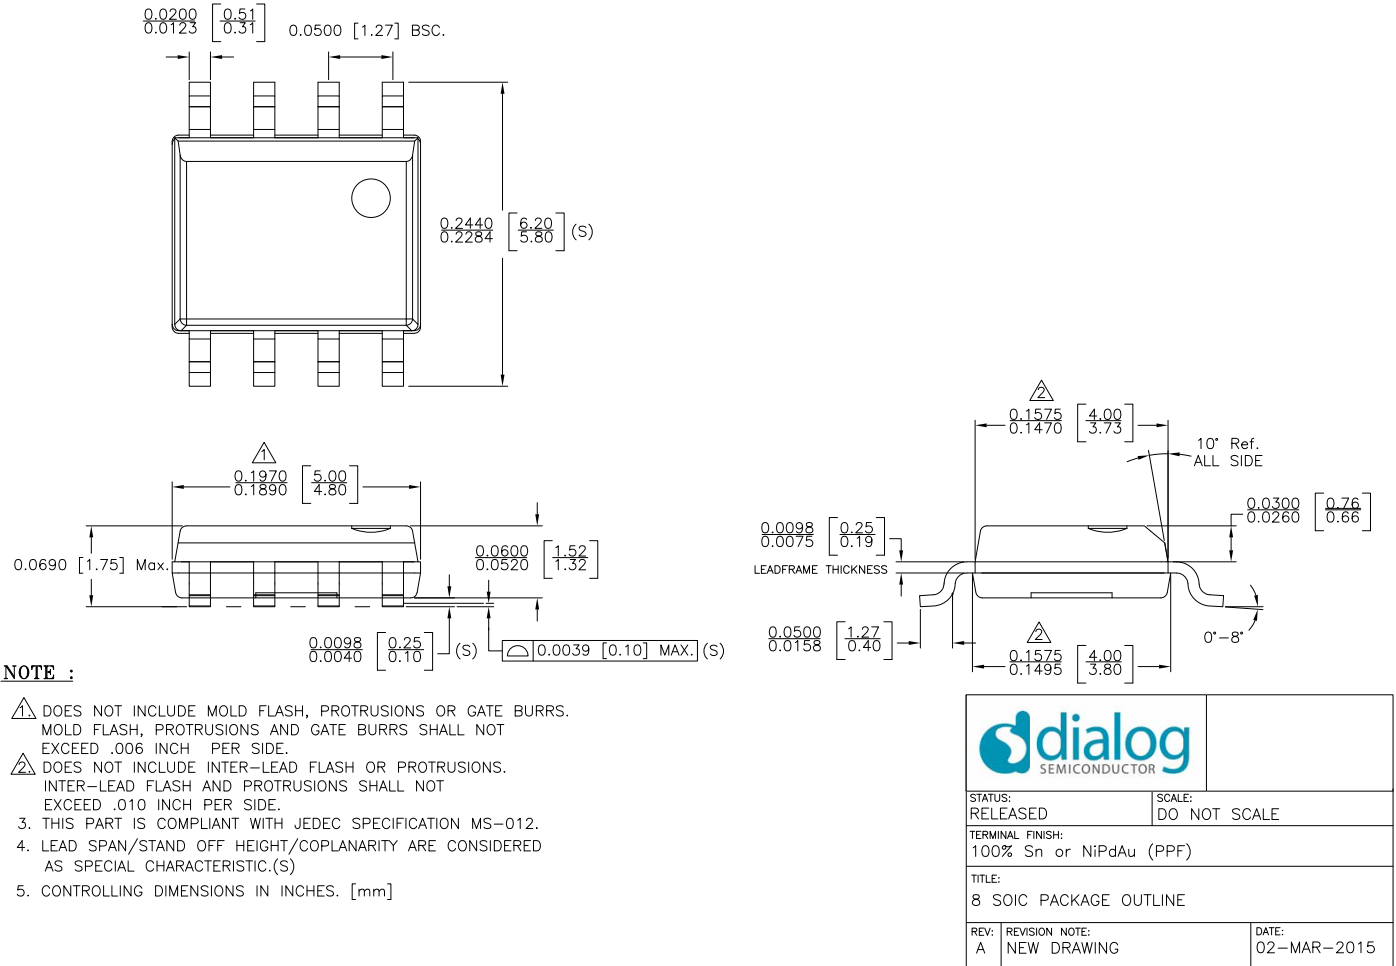 0.0200 [0.51]
0.0123 [0.31]
0.0500 [1.27] BSC.
0.2440 [6.20] (S)
0.2284 [5.80]
1
0.1970 [5.00]
0.1890 [4.80]
0.0690 [1.75] Max.
0.0600 [1.52]
0.0520 [1.32]
0.0098 [0.25] (S)
0.0040 [0.10]
0.0039 [0.10] MAX. (S)
2
0.1575 [4.00]
0.1470 [3.73]
10° Ref.
ALL SIDE
0.0300 [0.76]
0.0260 [0.66]
0.0098 [0.25]
0.0075 [0.19]
LEADFRAME THICKNESS
0.0500 [1.27]
0.0158 [0.40]
0°-8°
2
0.1575 [4.00]
0.1495 [3.80]
NOTE :
1. DOES NOT INCLUDE MOLD FLASH, PROTRUSIONS OR GATE BURRS.
MOLD FLASH, PROTRUSIONS AND GATE BURRS SHALL NOT
EXCEED .006 INCH PER SIDE.
2. DOES NOT INCLUDE INTER-LEAD FLASH OR PROTRUSIONS.
INTER-LEAD FLASH AND PROTRUSIONS SHALL NOT
EXCEED .010 INCH PER SIDE.
3. THIS PART IS COMPLIANT WITH JEDEC SPECIFICATION MS-012.
4. LEAD SPAN/STAND OFF HEIGHT/COPLANARITY ARE CONSIDERED
AS SPECIAL CHARACTERISTIC.(S)
5. CONTROLLING DIMENSIONS IN INCHES. [mm]
dialog
SEMICONDUCTOR
STATUS:
RELEASED
SCALE:
DO NOT SCALE
TERMINAL FINISH:
100% Sn or NiPdAu (PPF)
TITLE:
8 SOIC PACKAGE OUTLINE
REV:
A
REVISION NOTE:
NEW DRAWING
DATE:
02-MAR-2015